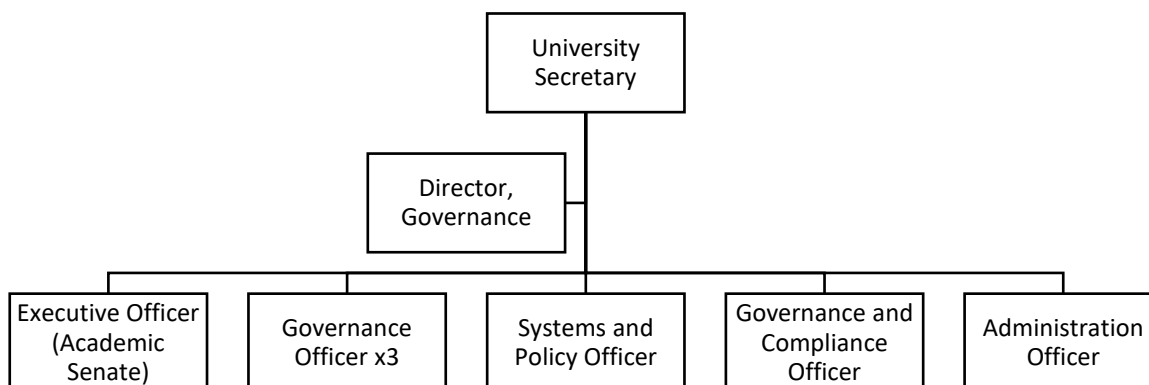 University
Secretary
Director,
Governance
Executive Officer
(Academic
Senate)
Governance
Officer x3
Systems and
Policy Officer
Governance and
Compliance
Officer
Administration
Officer